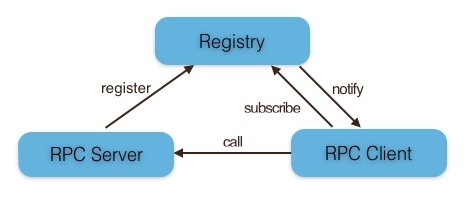 Registry
register
notify
subscribe
call
RPC Server
RPC Client